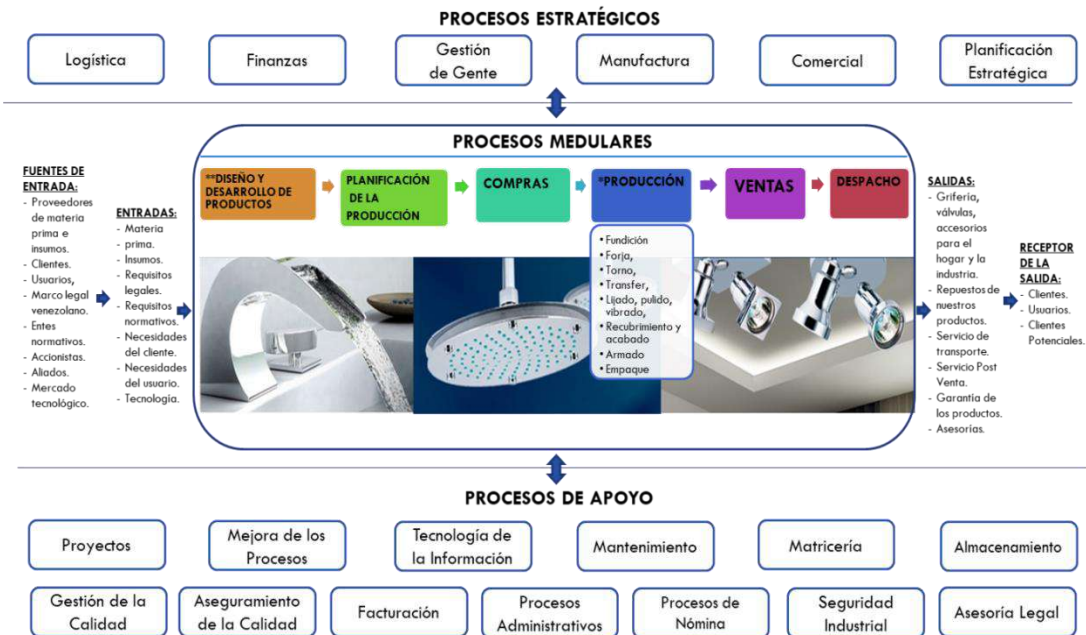 PROCESOS ESTRATÉGICOS
Logística
Finanzas
Gestión
de Gente
Manufactura
Comercial
Planificación
Estratégica
PROCESOS MEDULARES
FUENTES DE
ENTRADA:
- Proveedores
de materia
prima e
insumos.
- Clientes.
- Usuarios,
- Marco legal
venezolano.
- Entes
normativos.
- Accionistas.
- Aliados.
- Mercado
tecnológico.
ENTRADAS:
- Materia
- prima.
- Insumos.
- Requisitos
legales.
- Requisitos
normativos.
- Necesidades
del cliente.
- Necesidades
del usuario.
- Tecnología.
**DISEÑO Y
DESARROLLO DE
PRODUCTOS
PLANIFICACIÓN
DE LA
PRODUCCIÓN
COMPRAS
*PRODUCCIÓN
VENTAS
DESPACHO
• Fundición
• Forja,
• Torno,
• Transfer,
• Lijado, pulido,
vibrado,
• Recubrimiento y
acabado
• Armado
• Empaque
SALIDAS:
- Grifería,
válvulas,
accesorios
para el
hogar y la
industria.
- Repuestos de
nuestros
productos.
- Servicio de
transporte.
- Servicio Post
Venta.
- Garantía de
los productos.
- Asesorías.
RECEPTOR
DE LA
SALIDA:
- Clientes.
- Usuarios.
- Clientes
Potenciales.
PROCESOS DE APOYO
Proyectos
Mejora de los
Procesos
Tecnología de
la Información
Mantenimiento
Matricería
Almacenamiento
Gestión de la
Calidad
Aseguramiento
de la Calidad
Facturación
Procesos
Administrativos
Procesos de
Nómina
Seguridad
Industrial
Asesoría Legal